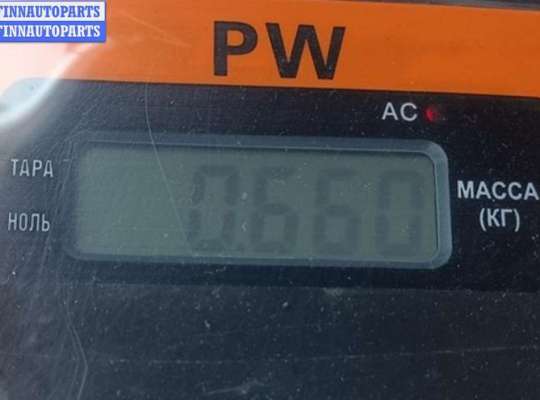 FINNAUTOPARTS
FINNAUTOPARTS
PW
AC
ТАРА
0.660
МАССА
НОЛЬ
(КГ)